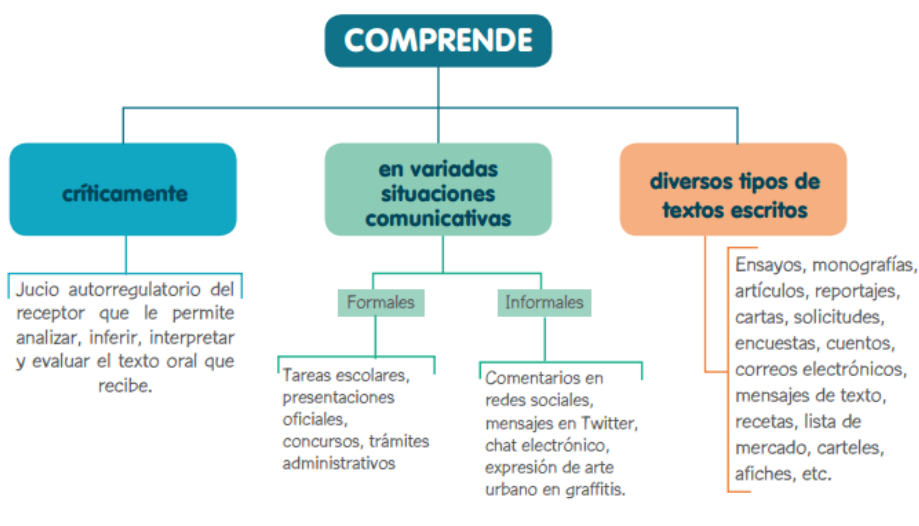 COMPRENDE
críticamente
Jucio autorregulatorio del
receptor que le permite
analizar, inferir, interpretar
y evaluar el texto oral que
recibe.
en variadas
situaciones
comunicativas
Formales
Tareas escolares,
presentaciones
oficiales,
concursos, trámites
administrativos
Informales
Comentarios en
redes sociales,
mensajes en Twitter,
chat electrónico,
expresión de arte
urbano en graffitis.
diversos tipos de
textos escritos
Ensayos, monografías,
artículos, reportajes,
cartas, solicitudes,
encuestas, cuentos,
correos electrónicos,
mensajes de texto,
recetas, lista de
mercado, carteles,
afiches, etc.